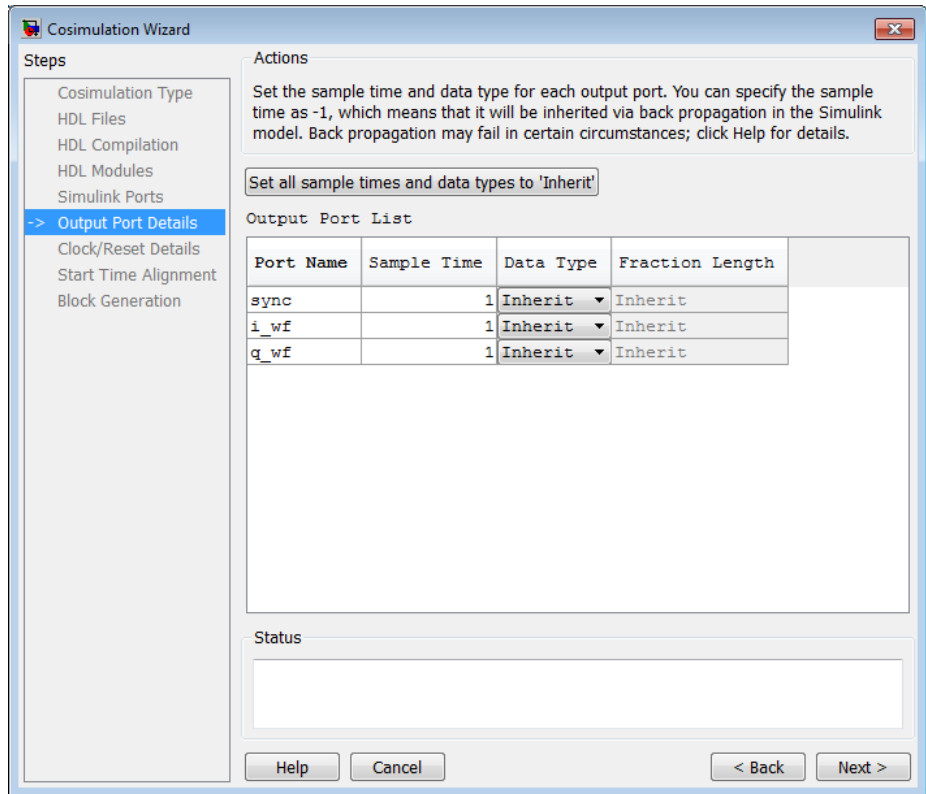 Cosimulation Wizard
Steps
Cosimulation Type
HDL Files
HDL Compilation
HDL Modules
Simulink Ports
-> Output Port Details
Clock/Reset Details
Start Time Alignment
Block Generation
Actions
Set the sample time and data type for each output port. You can specify the sample
time as -1, which means that it will be inherited via back propagation in the Simulink
model. Back propagation may fail in certain circumstances; click Help for details.
Set all sample times and data types to 'Inherit'
Output Port List
Port Name Sample Time Data Type Fraction Length
sync 1 Inherit Inherit
i_wf 1 Inherit Inherit
q_wf 1 Inherit Inherit
Status
Help Cancel < Back Next >